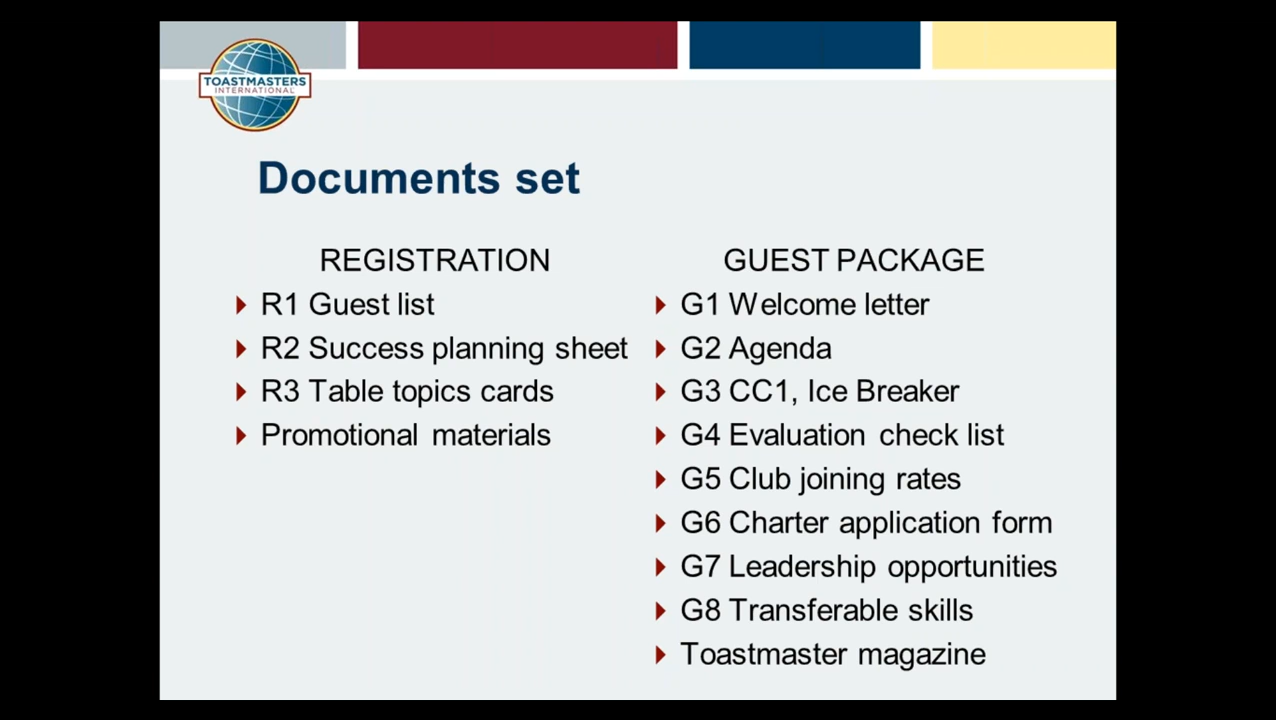 TOASTMASTERS
INTERNATIONAL
Documents set
REGISTRATION
R1 Guest list
R2 Success planning sheet
R3 Table topics cards
Promotional materials
GUEST PACKAGE
G1 Welcome letter
G2 Agenda
G3 CC1, Ice Breaker
G4 Evaluation check list
G5 Club joining rates
G6 Charter application form
G7 Leadership opportunities
G8 Transferable skills
Toastmaster magazine